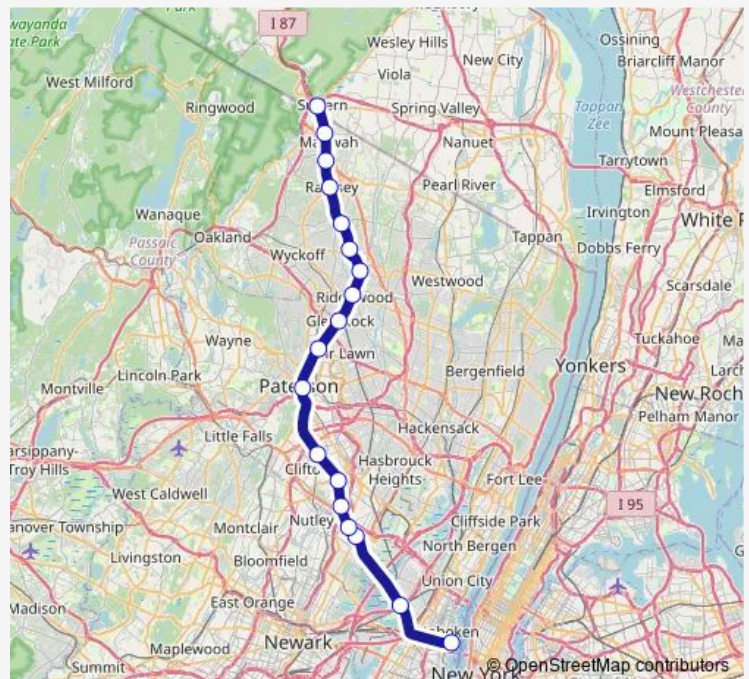 I 87
Wesley Hills
Ossining
Briarcliff Manor
New City
Viola
West Milford
Ringwood
Spring Valley
Westchester
County
Tappan
Zee
Mount Pleasa
Nanuet
Tarrytown
Pearl River
Elmsford
Wanaque
Irvington
White P
Oakland
Passaic
County
Tappan
Dobbs Ferry
Wyckoff
Westwood
Scarsdale
Wayne
Tuckahoe
Yonkers
Lincoln Park
Bergenfield
Montville
New Roch
Pelham Manor
Little Falls
Hackensack
Hasbrouck
Heights
Troy Hills
Fort Lee
West Caldwell
I 95
Cliffside Park
Nutley
Montclair
North Bergen
Livingston
Bloomfield
Union City
East Orange
Madison
Newark
Maplewood
Summit
New York
© OpenStreetMap contributors